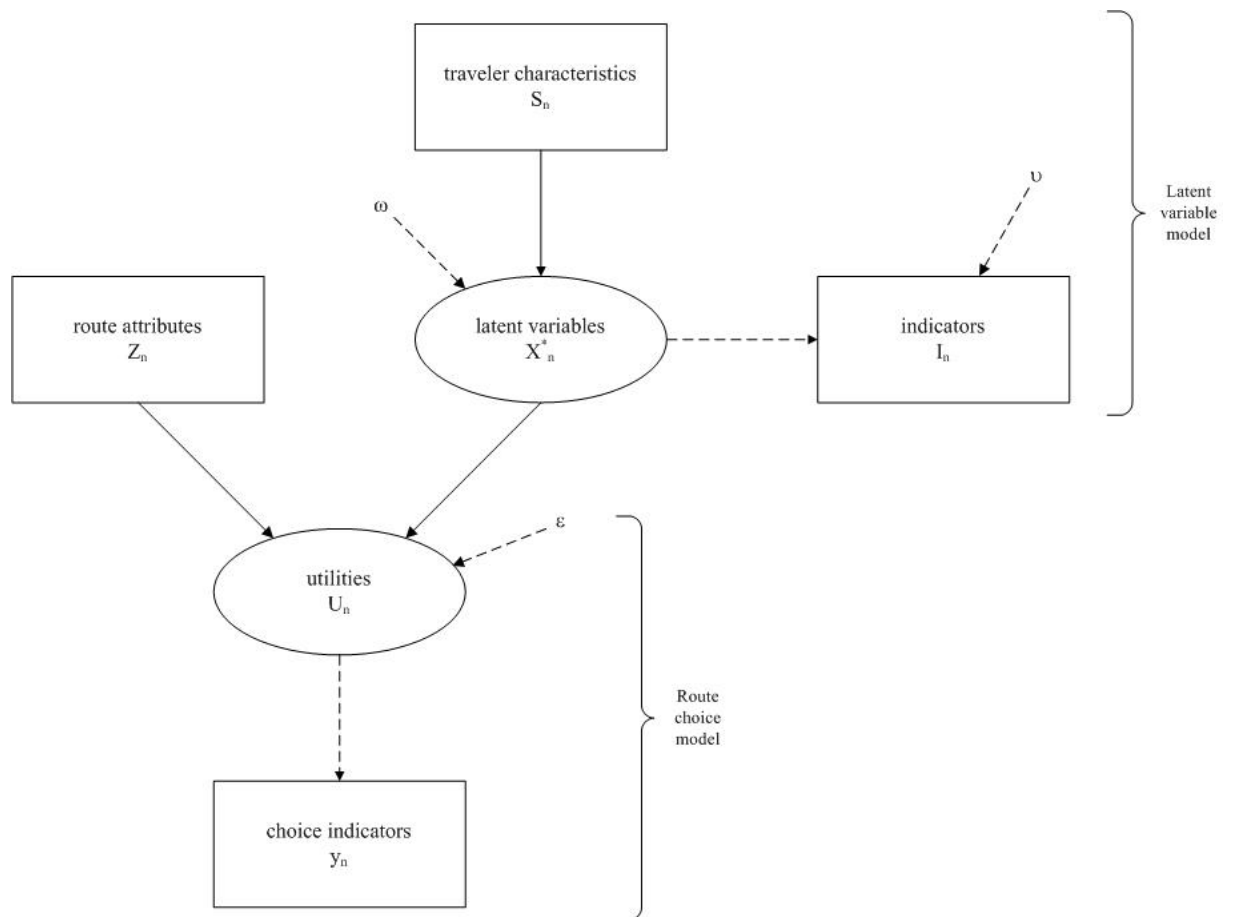 traveler characteristics
Sₙ
υ
ω
Latent
variable
model
route attributes
Zₙ
latent variables
X*ₙ
indicators
Iₙ
ε
utilities
Uₙ
Route
choice
model
choice indicators
yₙ